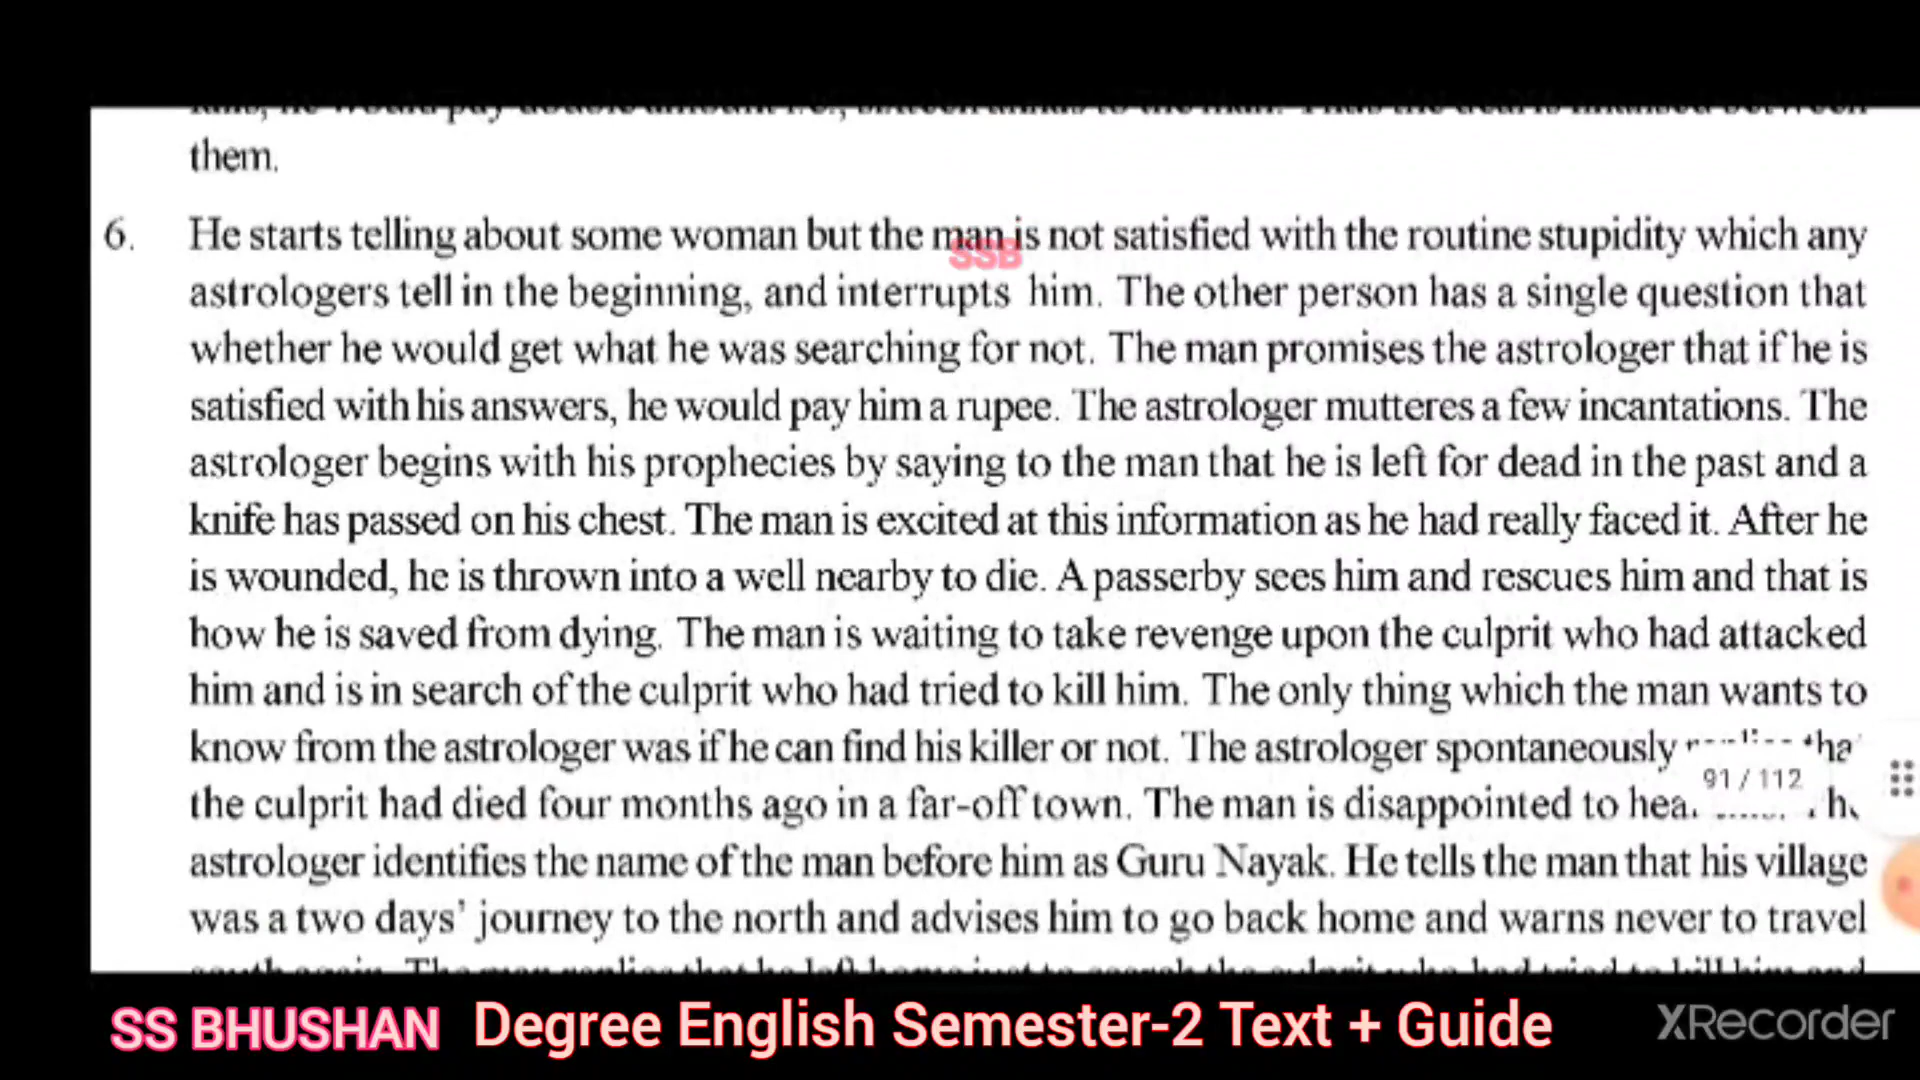 them.
6. He starts telling about some woman but the man is not satisfied with the routine stupidity which any
SSB
astrologers tell in the beginning, and interrupts him. The other person has a single question that
whether he would get what he was searching for not. The man promises the astrologer that if he is
satisfied with his answers, he would pay him a rupee. The astrologer mutteres a few incantations. The
astrologer begins with his prophecies by saying to the man that he is left for dead in the past and a
knife has passed on his chest. The man is excited at this information as he had really faced it. After he
is wounded, he is thrown into a well nearby to die. A passerby sees him and rescues him and that is
how he is saved from dying. The man is waiting to take revenge upon the culprit who had attacked
him and is in search of the culprit who had tried to kill him. The only thing which the man wants to
know from the astrologer was if he can find his killer or not. The astrologer spontaneously
91 / 112
the culprit had died four months ago in a far-off town. The man is disappointed to
astrologer identifies the name of the man before him as Guru Nayak. He tells the man that his village
was a two days' journey to the north and advises him to go back home and warns never to travel
SS BHUSHAN Degree English Semester-2 Text + Guide
XRecorder